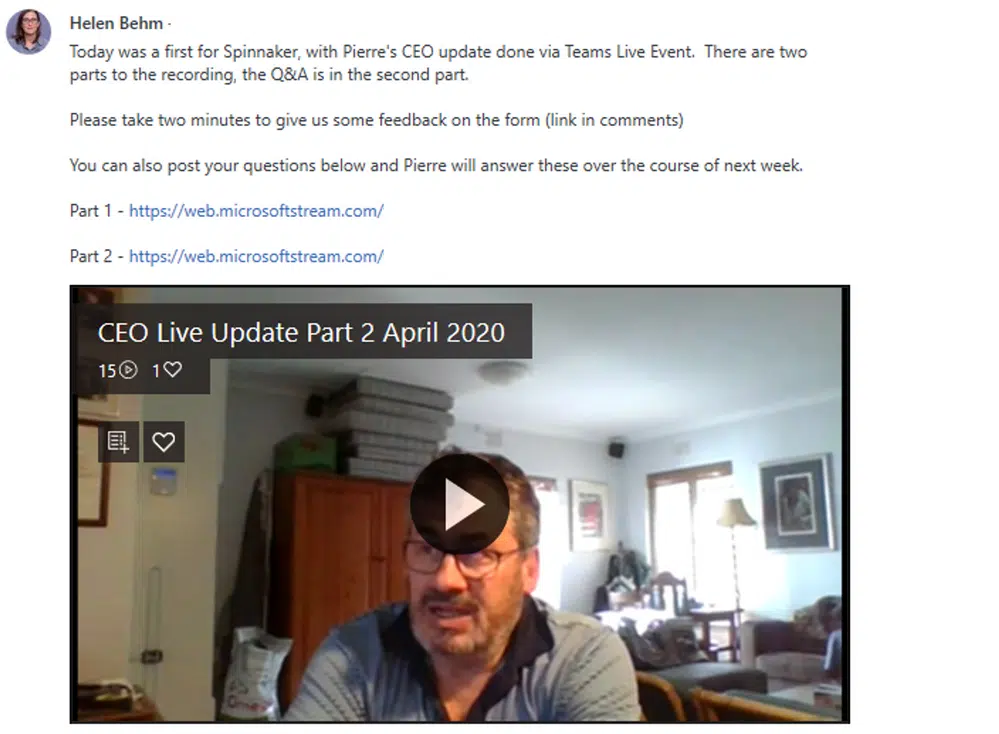 Helen Behm ·
Today was a first for Spinnaker, with Pierre's CEO update done via Teams Live Event.  There are two
parts to the recording, the Q&A is in the second part.
Please take two minutes to give us some feedback on the form (link in comments)
You can also post your questions below and Pierre will answer these over the course of next week.
Part 1 - https://web.microsoftstream.com/
Part 2 - https://web.microsoftstream.com/
CEO Live Update Part 2 April 2020
15 1